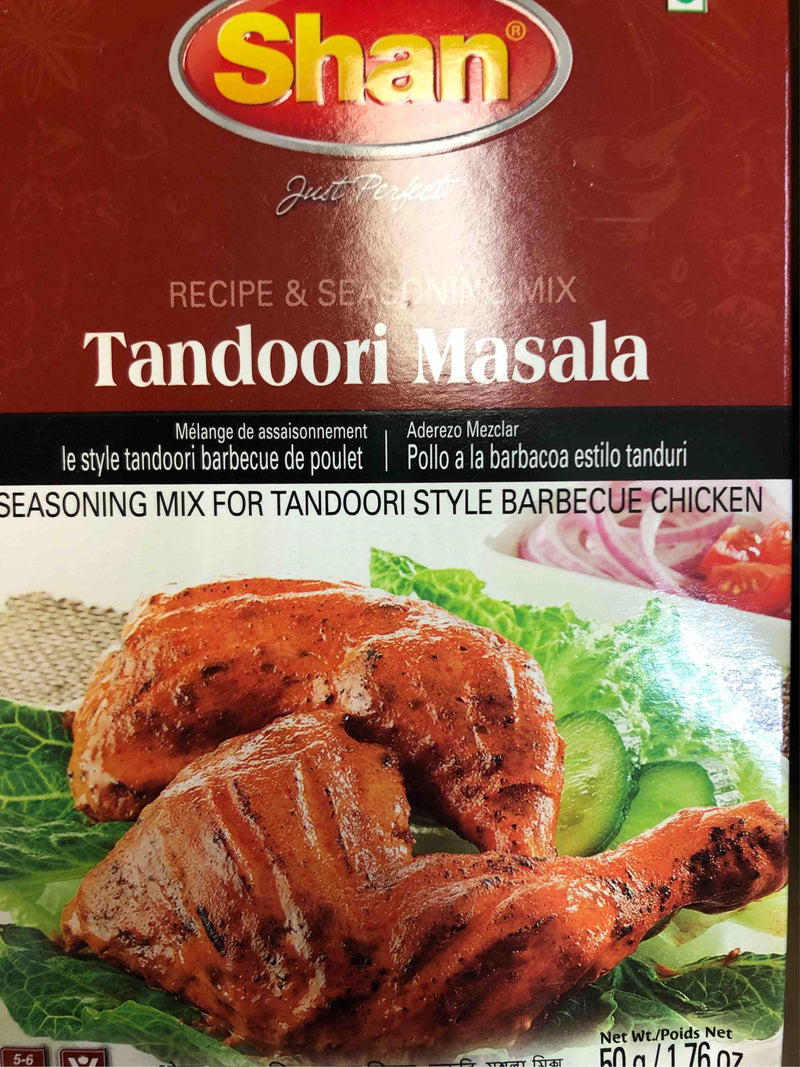 Shan®
Just Perfect
RECIPE & SEASONING MIX
Tandoori Masala
Mélange de assaisonnement
le style tandoori barbecue de poulet
Aderezo Mezclar
Pollo a la barbacoa estilo tanduri
SEASONING MIX FOR TANDOORI STYLE BARBECUE CHICKEN
5-6
Net Wt./Poids Net
50 g / 1.76 oz